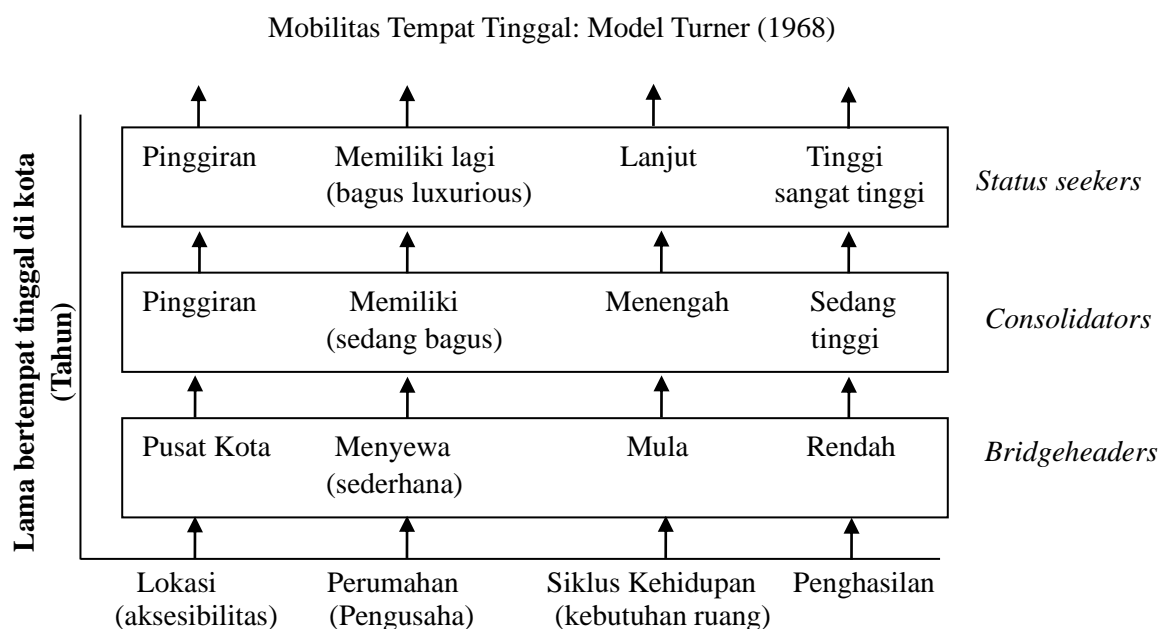 Mobilitas Tempat Tinggal: Model Turner (1968)
Lama bertempat tinggal di kota
(Tahun)
Pinggiran
Memiliki lagi
(bagus luxurious)
Lanjut
Tinggi
sangat tinggi
Status seekers
Pinggiran
Memiliki
(sedang bagus)
Menengah
Sedang
tinggi
Consolidators
Pusat Kota
Menyewa
(sederhana)
Mula
Rendah
Bridgeheaders
Lokasi
(aksesibilitas)
Perumahan
(Pengusaha)
Siklus Kehidupan
(kebutuhan ruang)
Penghasilan